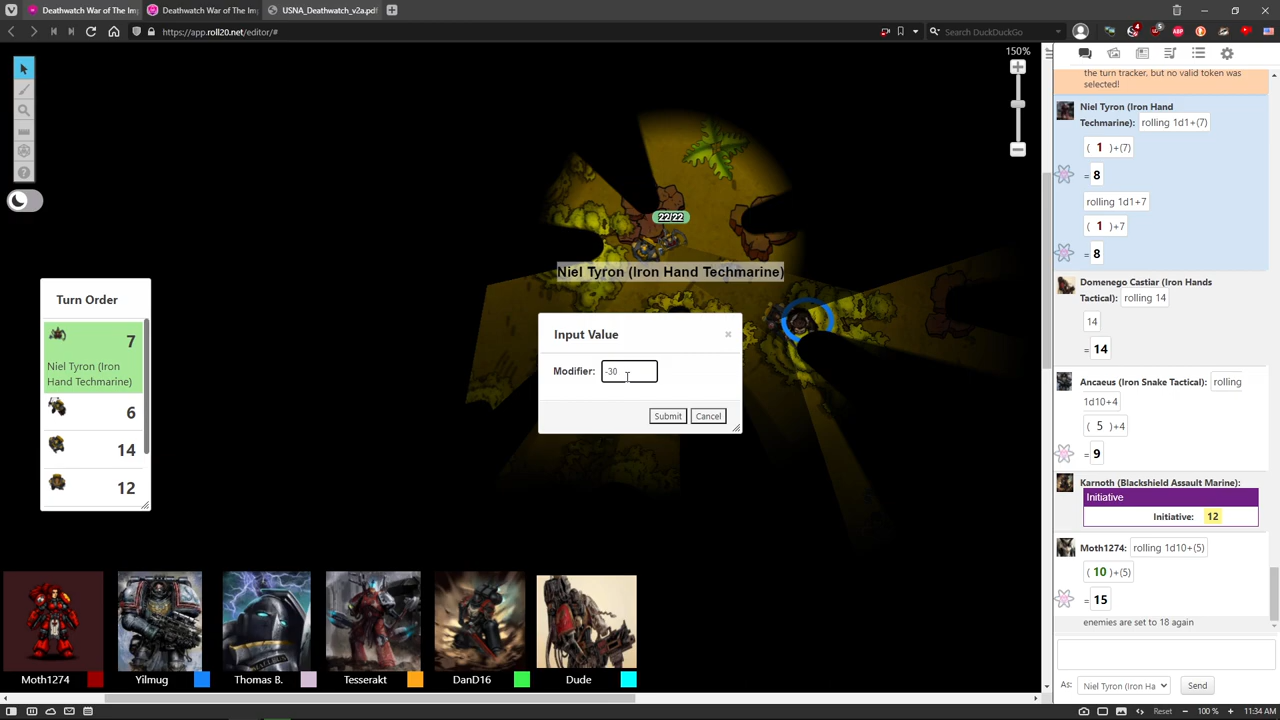 Deathwatch War of The Im
Deathwatch War of The Im
USNA_Deathwatch_v2a.pdf
https://app.roll20.net/editor/#
Search DuckDuckGo
150%
the turn tracker, but no valid token was
selected!
Niel Tyron (Iron Hand
Techmarine): rolling 1d1+(7)
( 1 )+(7)
= 8
rolling 1d1+7
( 1 )+7
= 8
Domenego Castiar (Iron Hands
Tactical): rolling 14
14
= 14
Ancaeus (Iron Snake Tactical): rolling
1d10+4
( 5 )+4
= 9
Karnoth (Blackshield Assault Marine):
Initiative
Initiative: 12
Moth1274: rolling 1d10+(5)
( 10 )+(5)
= 15
enemies are set to 18 again
As: Niel Tyron (Iron Ha Send
22/22
Niel Tyron (Iron Hand Techmarine)
Input Value ×
Modifier: -30
Submit Cancel
Turn Order
7
Niel Tyron (Iron
Hand Techmarine)
6
14
12
Moth1274
Yilmug
Thomas B.
Tesserakt
DanD16
Dude
Reset 100 % 11:34 AM